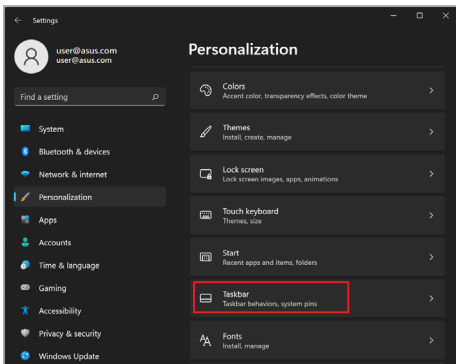 Settings
user@asus.com
user@asus.com
Find a setting
System
Bluetooth & devices
Network & internet
Personalization
Apps
Accounts
Time & language
Gaming
Accessibility
Privacy & security
Windows Update
Personalization
Colors
Accent color, transparency effects, color theme
Themes
Install, create, manage
Lock screen
Lock screen images, apps, animations
Touch keyboard
Themes, size
Start
Recent apps and items, folders
Taskbar
Taskbar behaviors, system pins
Fonts
Install, manage